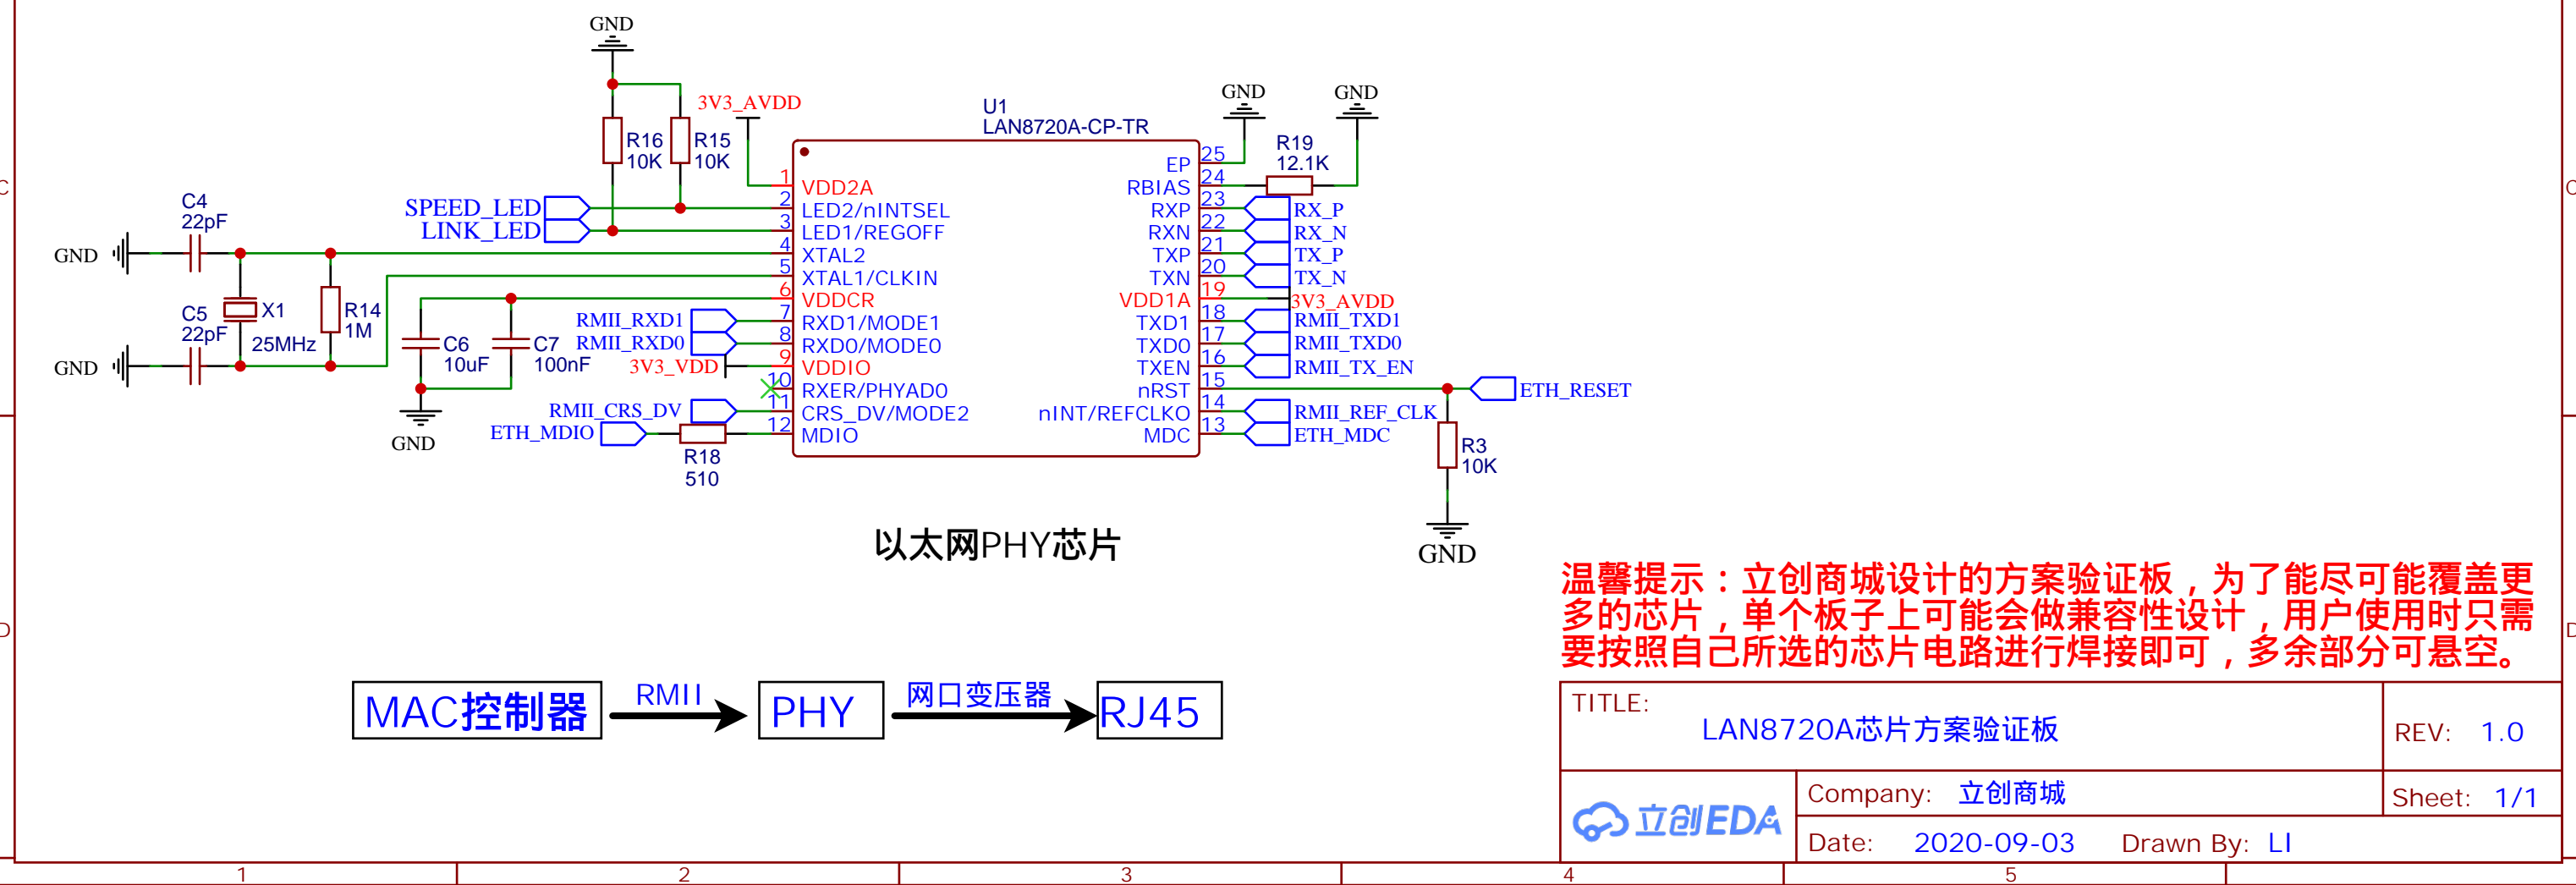 GND
3V3_AVDD
R16
10K
R15
10K
U1
LAN8720A-CP-TR
GND
GND
R19
12.1K
C4
22pF
SPEED_LED
LINK_LED
GND
C5
22pF
GND
X1
25MHz
R14
1M
C6
10uF
C7
100nF
GND
RMII_RXD1
RMII_RXD0
3V3_VDD
RMII_CRS_DV
ETH_MDIO
R18
510
1 VDD2A
2 LED2/nINTSEL
3 LED1/REGOFF
4 XTAL2
5 XTAL1/CLKIN
6 VDDCR
7 RXD1/MODE1
8 RXD0/MODE0
9 VDDIO
10 RXER/PHYAD0
11 CRS_DV/MODE2
12 MDIO
EP 25
RBIAS 24
RXP 23 RX_P
RXN 22 RX_N
TXP 21 TX_P
TXN 20 TX_N
VDD1A 19 3V3_AVDD
TXD1 18 RMII_TXD1
TXD0 17 RMII_TXD0
TXEN 16 RMII_TX_EN
nRST 15 ETH_RESET
nINT/REFCLKO 14 RMII_REF_CLK
MDC 13 ETH_MDC
R3
10K
GND
以太网PHY芯片
温馨提示：立创商城设计的方案验证板，为了能尽可能覆盖更
多的芯片，单个板子上可能会做兼容性设计，用户使用时只需
要按照自己所选的芯片电路进行焊接即可，多余部分可悬空。
MAC控制器 RMII PHY 网口变压器 RJ45
TITLE:
LAN8720A芯片方案验证板
REV: 1.0
立创EDA
Company: 立创商城
Sheet: 1/1
Date: 2020-09-03 Drawn By: LI
C
C
D
D
1 2 3 4 5